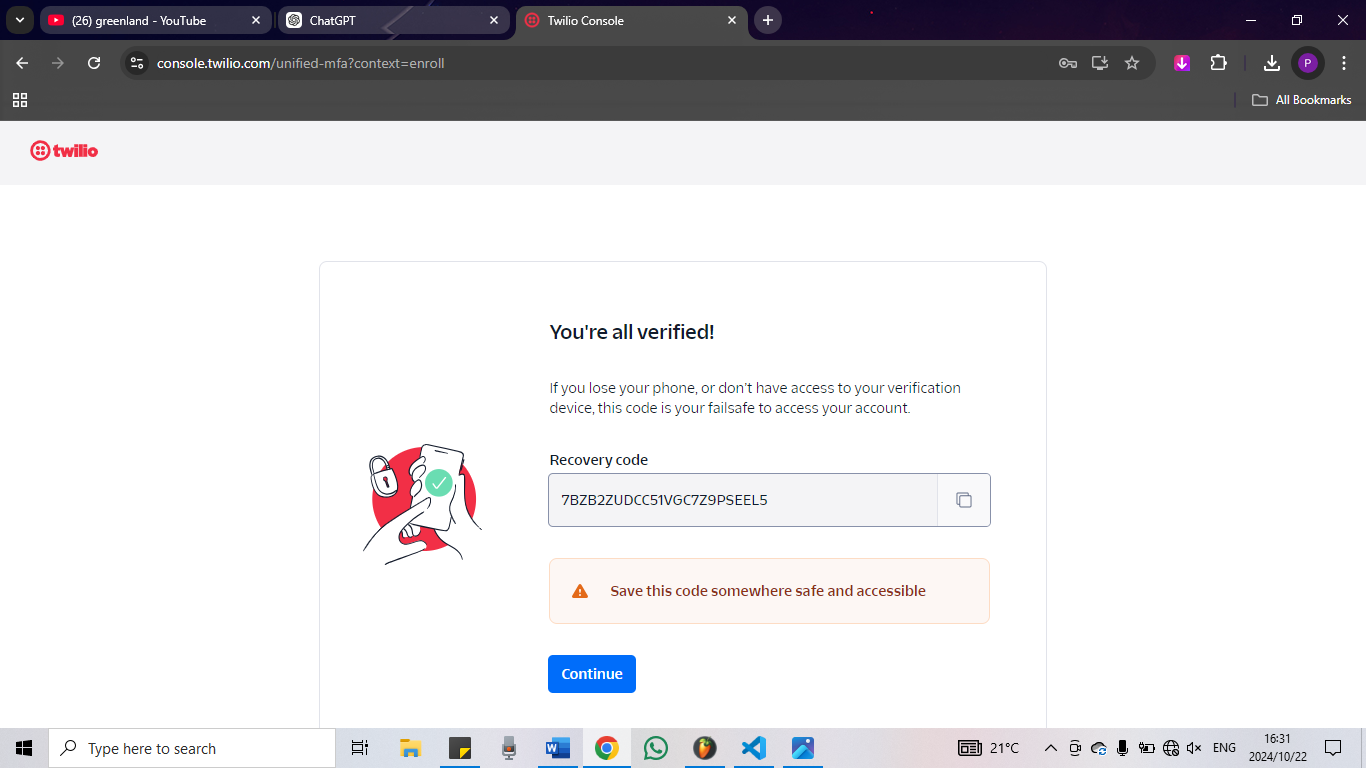 (26) greenland - YouTube
ChatGPT
Twilio Console
console.twilio.com/unified-mfa?context=enroll
P
All Bookmarks
twilio
You're all verified!
If you lose your phone, or don't have access to your verification
device, this code is your failsafe to access your account.
Recovery code
7BZB2ZUDCC51VGC7Z9PSEEL5
Save this code somewhere safe and accessible
Continue
Type here to search
21°C
ENG
16:31
2024/10/22